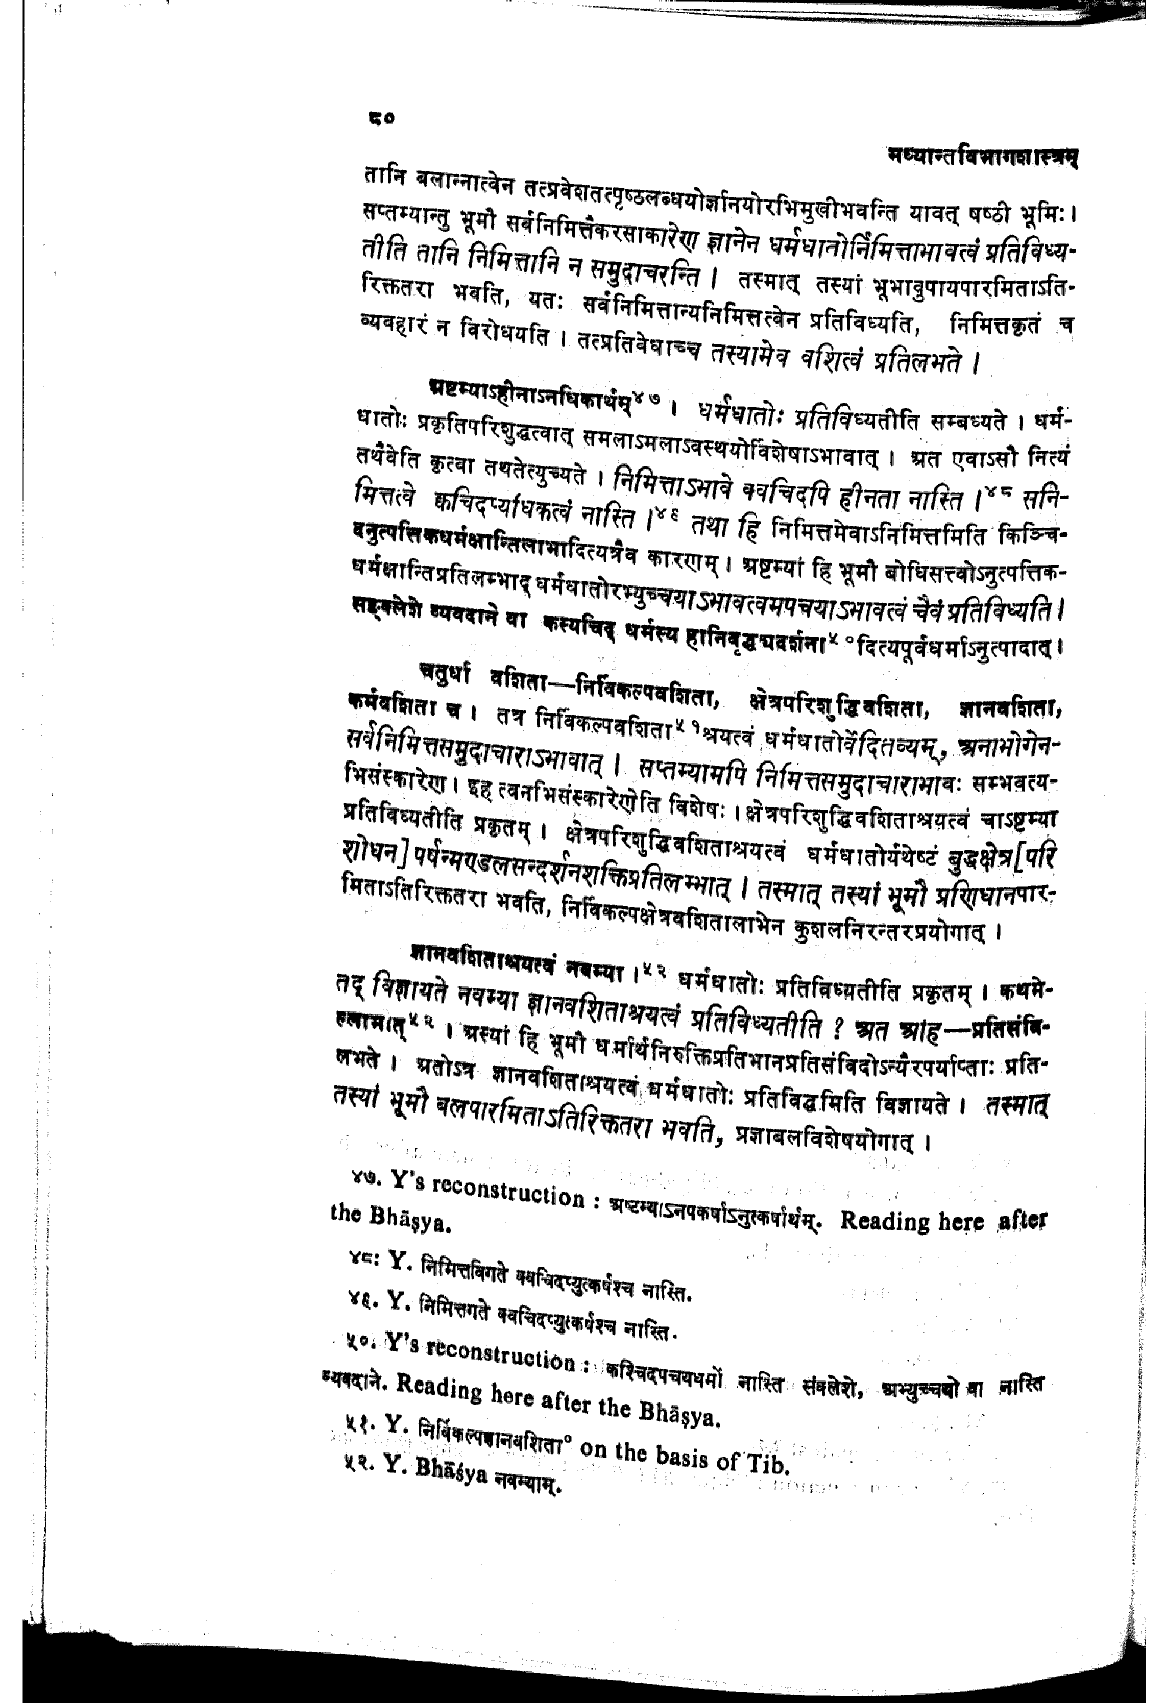 ८०
मध्यान्तविभागशास्त्रम्
तानि बलान्नात्वेन तत्प्रवेशतत्पृष्ठलब्धयोर्ज्ञानयोरभिमुखीभवन्ति यावत् षष्ठी भूमिः।
सप्तम्यान्तु भूमौ सर्वनिमित्तैकरसाकारेण ज्ञानेन धर्मधातोर्निमित्ताभावत्वं प्रतिविध्य-
तीति तानि निमित्तानि न समुदाचरन्ति। तस्मात् तस्यां भूभावुपायपारमिताऽति-
रिक्ततरा भवति, यतः सर्वनिमित्तान्यनिमित्तत्वेन प्रतिविध्यति, निमित्तकृतं च
व्यवहारं न विरोधयति। तत्प्रतिवेधाच्च तस्यामेव वशित्वं प्रतिलभते।
अष्टम्याऽहीनाऽनधिकार्थम्४७। धर्मधातोः प्रतिविध्यतीति सम्बध्यते। धर्म-
धातोः प्रकृतिपरिशुद्धत्वात् समलाऽमलाऽवस्थयोर्विशेषाऽभावात्। अत एवाऽसौ नित्यं
तथैवेति कृत्वा तथतेत्युच्यते। निमित्ताऽभावे क्वचिदपि हीनता नास्ति।४८ सनि-
मित्तत्वे क्वचिदप्यधिकत्वं नास्ति।४९ तथा हि निमित्तमेवाऽनिमित्तमिति किञ्चि-
दनुत्पत्तिकधर्मक्षान्तिलाभादित्यत्रैव कारणम्। अष्टम्यां हि भूमौ बोधिसत्त्वोऽनुत्पत्तिक-
धर्मक्षान्तिप्रतिलम्भाद् धर्मधातोरभ्युच्चयाऽभावत्वमपचयाऽभावत्वं चैवं प्रतिविध्यति।
सङ्क्लेशे व्यवदाने वा कस्यचिद् धर्मस्य हानिवृद्ध्यदर्शना५०दित्यपूर्वधर्माऽनुत्पादात्।
चतुर्धा वशिता—निर्विकल्पवशिता, क्षेत्रपरिशुद्धिवशिता, ज्ञानवशिता,
कर्मवशिता च। तत्र निर्विकल्पवशिता५१श्रयत्वं धर्मधातोर्वेदितव्यम्, अनाभोगेन-
सर्वनिमित्तसमुदाचाराऽभावात्। सप्तम्यामपि निमित्तसमुदाचाराभावः सम्भवत्य-
भिसंस्कारेण। इह त्वनभिसंस्कारेणेति विशेषः। क्षेत्रपरिशुद्धिवशिताश्रयत्वं चाऽष्टम्या
प्रतिविध्यतीति प्रकृतम्। क्षेत्रपरिशुद्धिवशिताश्रयत्वं धर्मधातोर्यथेष्टं बुद्धक्षेत्र[परि
शोधन] पर्षन्मण्डलसन्दर्शनशक्तिप्रतिलम्भात्। तस्मात् तस्यां भूमौ प्रणिधानपार-
मिताऽतिरिक्ततरा भवति, निर्विकल्पक्षेत्रवशितालाभेन कुशलनिरन्तरप्रयोगात्।
ज्ञानवशिताश्रयत्वं नवम्या।५२ धर्मधातोः प्रतिविध्यतीति प्रकृतम्। कथमे-
तद् विज्ञायते नवम्या ज्ञानवशिताश्रयत्वं प्रतिविध्यतीति? अत आह—प्रतिसंवि-
ल्लाभात्५२। अस्यां हि भूमौ धर्मार्थनिरुक्तिप्रतिभानप्रतिसंविदोऽन्यैरपर्याप्ताः प्रति-
लभते। अतोऽत्र ज्ञानवशिताश्रयत्वं धर्मधातोः प्रतिविद्धमिति विज्ञायते। तस्मात्
तस्यां भूमौ बलपारमिताऽतिरिक्ततरा भवति, प्रज्ञाबलविशेषयोगात्।
४७. Y's reconstruction : अष्टम्याऽनपकर्षाऽनुत्कर्षार्थम्. Reading here after
the Bhāṣya.
४८: Y. निमित्तविगते क्वचिदप्युत्कर्षश्च नास्ति.
४९. Y. निमित्तगते क्वचिदप्युत्कर्षश्च नास्ति.
५०. Y's reconstruction : कश्चिदपचयधर्मो नास्ति संक्लेशे, अभ्युच्चयो वा नास्ति
व्यवदाने. Reading here after the Bhāṣya.
५१. Y. निर्विकल्पज्ञानवशिता° on the basis of Tib.
५२. Y. Bhāśya नवम्याम्.